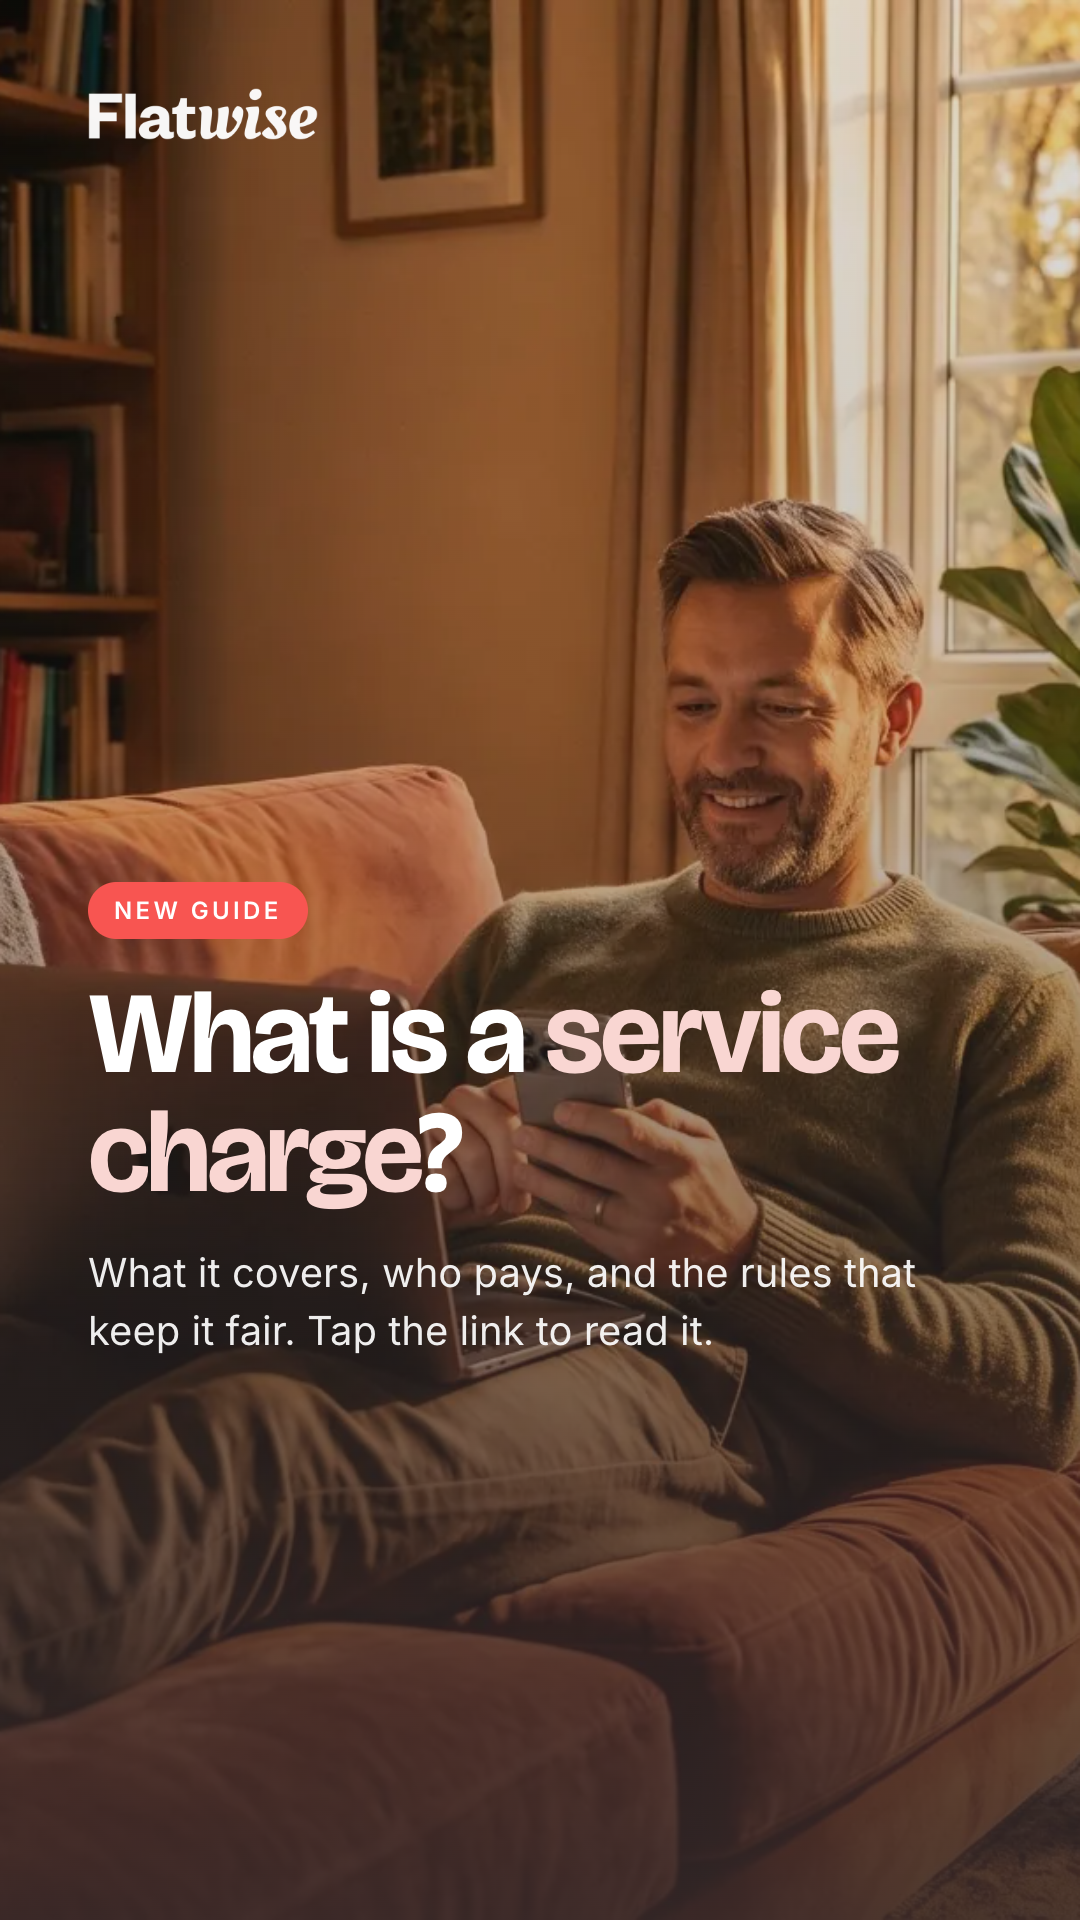 Flatwise
NEW GUIDE
What is a service
charge?
What it covers, who pays, and the rules that
keep it fair. Tap the link to read it.